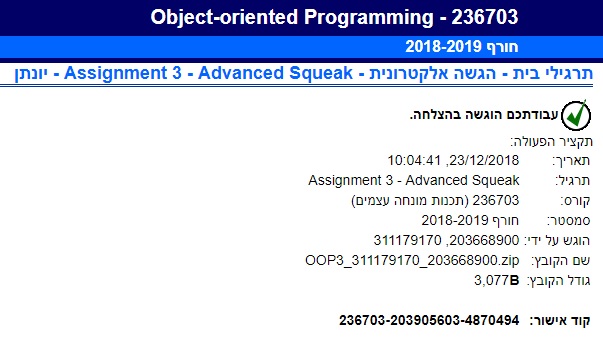 Object-oriented Programming - 236703
חורף 2018-2019
תרגילי בית - הגשה אלקטרונית - Assignment 3 - Advanced Squeak - יונתן
עבודתכם הוגשה בהצלחה.
תקציר הפעולה:
תאריך: 23/12/2018, 10:04:41
תרגיל: Assignment 3 - Advanced Squeak
קורס: 236703 (תכנות מונחה עצמים)
סמסטר: חורף 2018-2019
הוגש על ידי: 203668900, 311179170
שם הקובץ: OOP3_311179170_203668900.zip
גודל הקובץ: 3,077B
קוד אישור: 236703-203905603-4870494